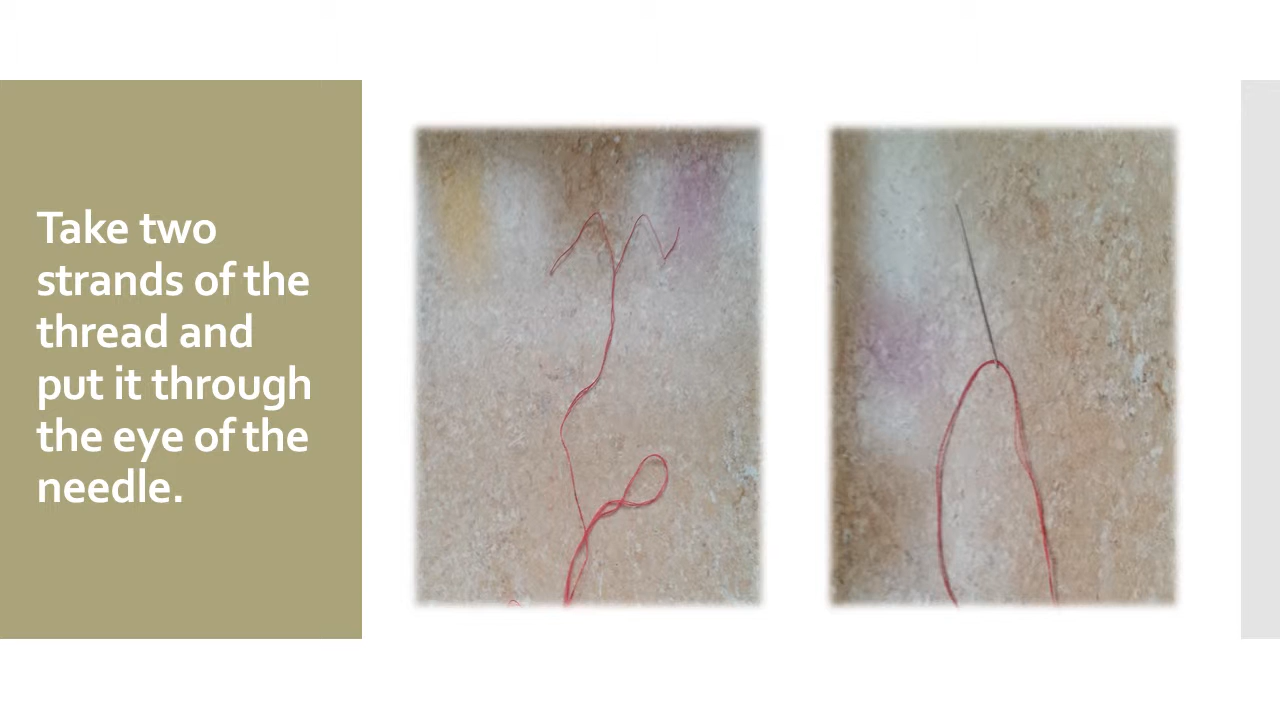 Take two
strands of the
thread and
put it through
the eye of the
needle.